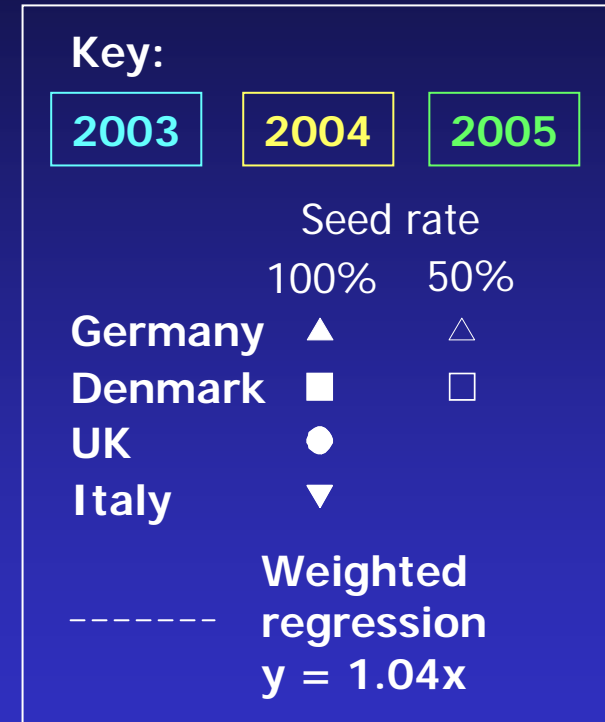 Key:
2003 2004 2005
Seed rate
100% 50%
Germany ▲ △
Denmark ■ □
UK ●
Italy ▼
Weighted
------- regression
y = 1.04x